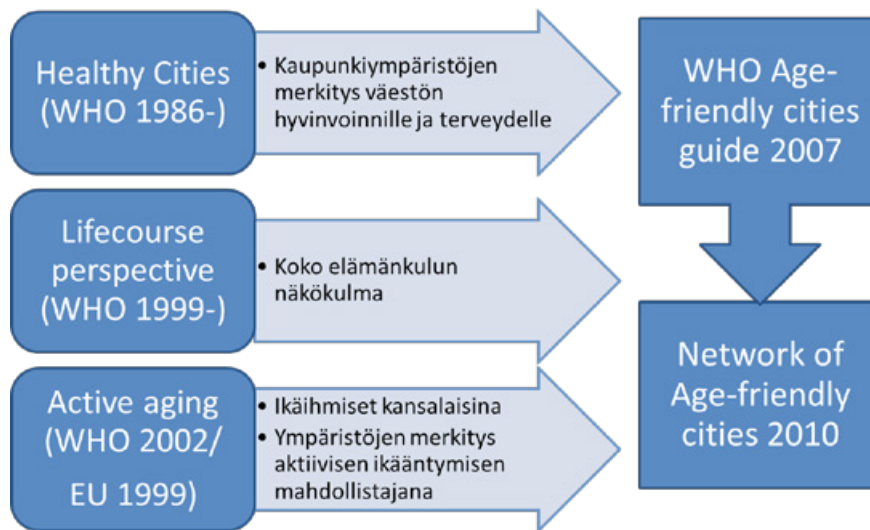 Healthy Cities
(WHO 1986-)
• Kaupunkiympäristöjen
merkitys väestön
hyvinvoinnille ja terveydelle
Lifecourse
perspective
(WHO 1999-)
• Koko elämänkulun
näkökulma
Active aging
(WHO 2002/
EU 1999)
• Ikäihmiset kansalaisina
• Ympäristöjen merkitys
aktiivisen ikääntymisen
mahdollistajana
WHO Age-
friendly cities
guide 2007
Network of
Age-friendly
cities 2010